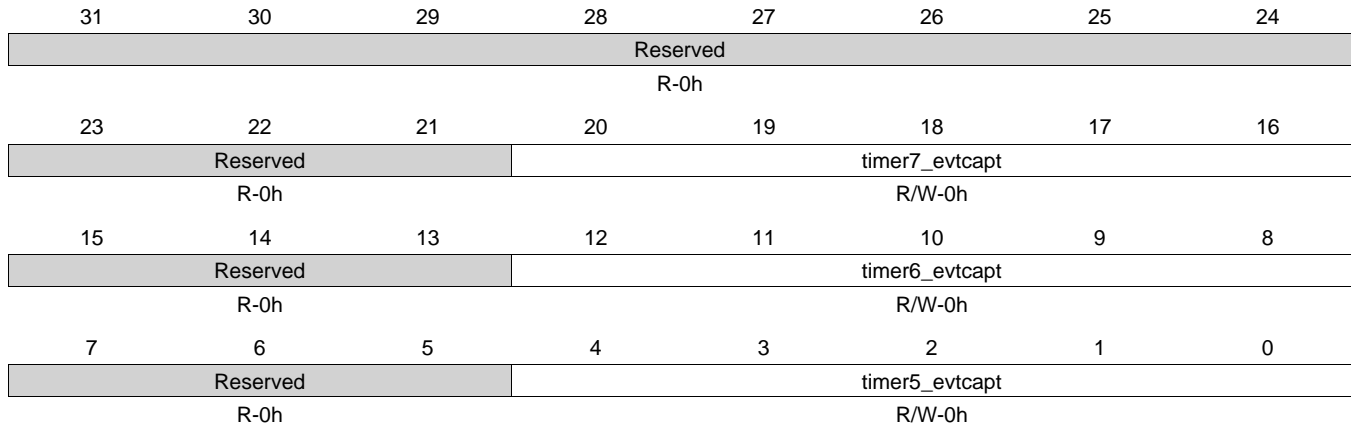 31 30 29 28 27 26 25 24
Reserved
R-0h
23 22 21 20 19 18 17 16
Reserved timer7_evtcapt
R-0h R/W-0h
15 14 13 12 11 10 9 8
Reserved timer6_evtcapt
R-0h R/W-0h
7 6 5 4 3 2 1 0
Reserved timer5_evtcapt
R-0h R/W-0h